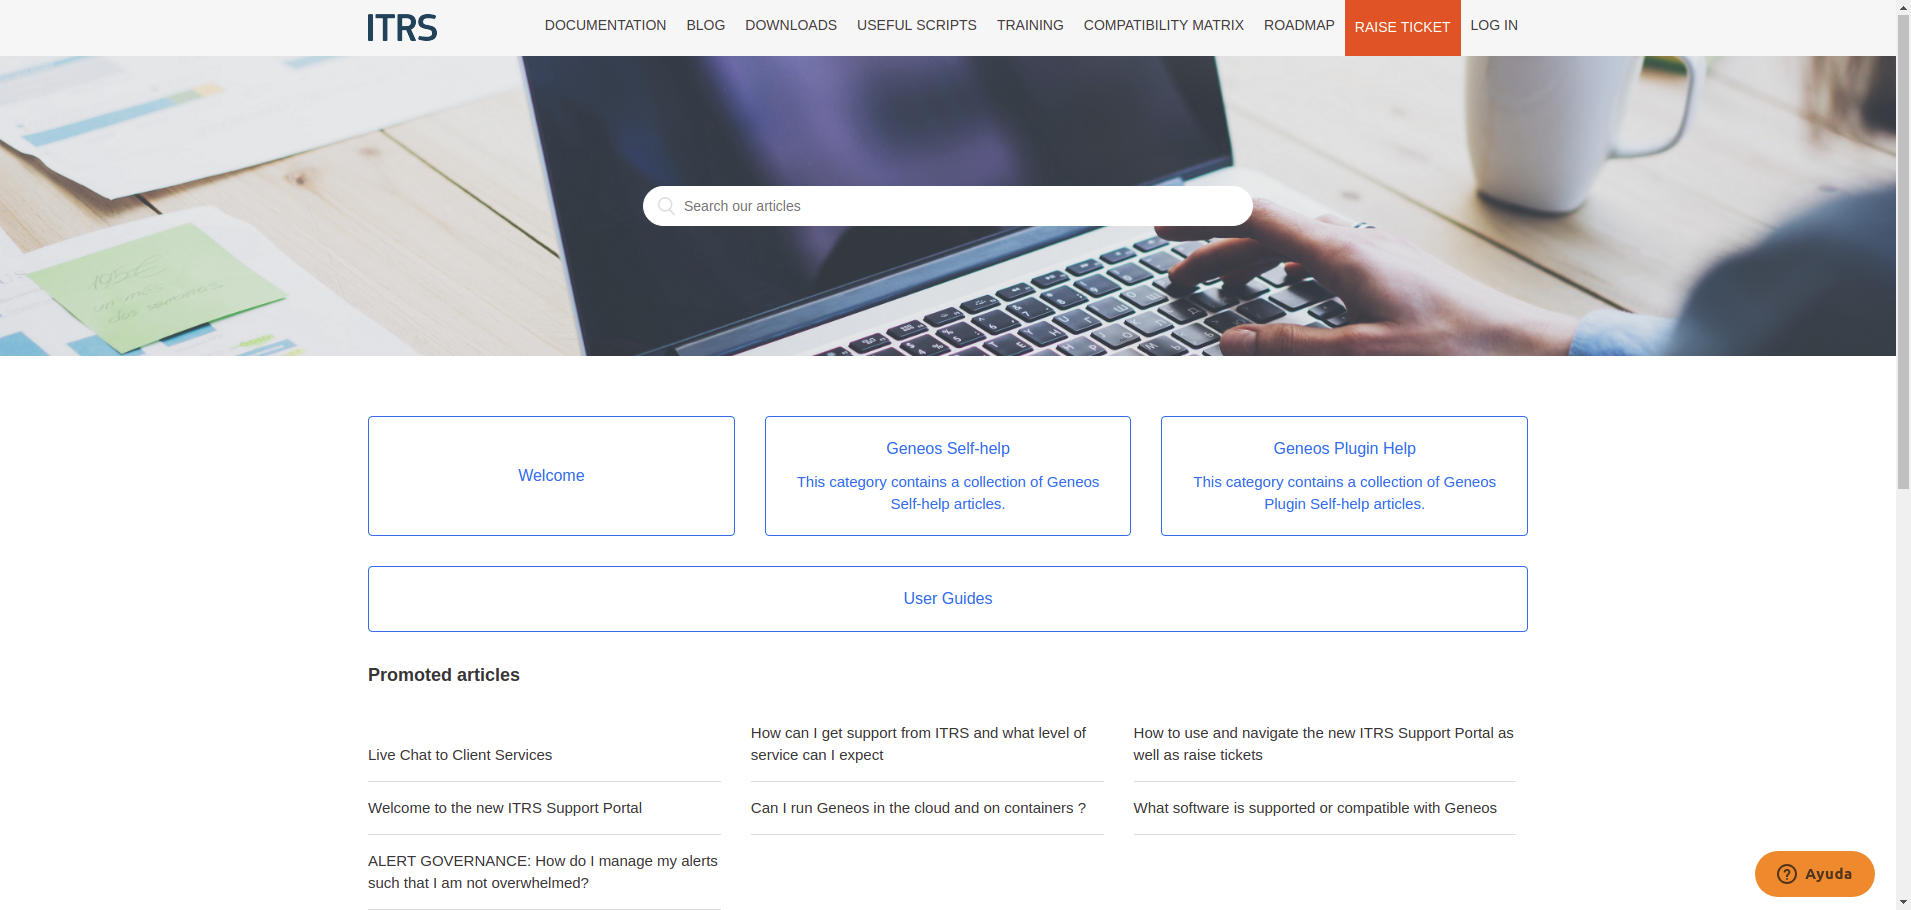 ITRS
DOCUMENTATION
BLOG
DOWNLOADS
USEFUL SCRIPTS
TRAINING
COMPATIBILITY MATRIX
ROADMAP
RAISE TICKET
LOG IN
Search our articles
Welcome
Geneos Self-help
This category contains a collection of Geneos
Self-help articles.
Geneos Plugin Help
This category contains a collection of Geneos
Plugin Self-help articles.
User Guides
Promoted articles
Live Chat to Client Services
How can I get support from ITRS and what level of
service can I expect
How to use and navigate the new ITRS Support Portal as
well as raise tickets
Welcome to the new ITRS Support Portal
Can I run Geneos in the cloud and on containers ?
What software is supported or compatible with Geneos
ALERT GOVERNANCE: How do I manage my alerts
such that I am not overwhelmed?
Ayuda